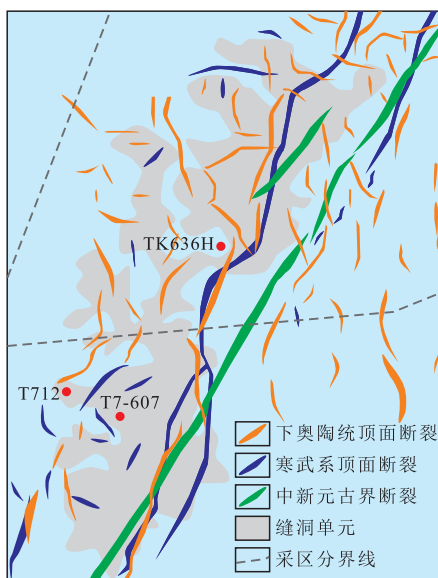 TK636H
T712
T7-607
下奥陶统顶面断裂
寒武系顶面断裂
中新元古界断裂
缝洞单元
采区分界线